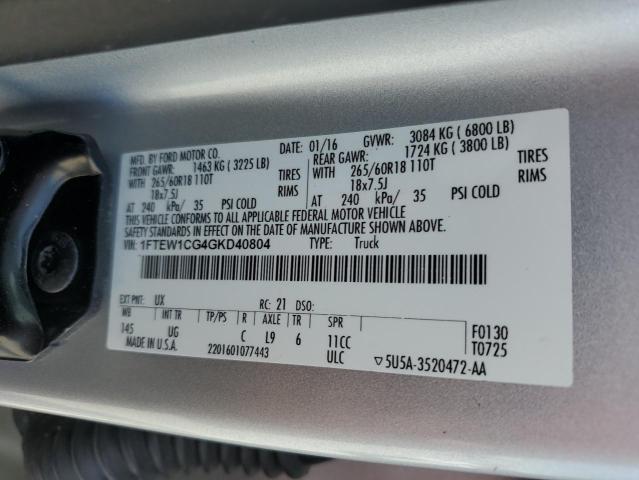 MFD. BY FORD MOTOR CO. DATE: 01/16 GVWR: 3084 KG ( 6800 LB)
FRONT GAWR: 1463 KG ( 3225 LB) REAR GAWR: 1724 KG ( 3800 LB)
WITH 265/60R18 110T TIRES WITH 265/60R18 110T TIRES
18x7.5J RIMS 18x7.5J RIMS
AT 240 kPa/ 35 PSI COLD AT 240 kPa/ 35 PSI COLD
THIS VEHICLE CONFORMS TO ALL APPLICABLE FEDERAL MOTOR VEHICLE
SAFETY STANDARDS IN EFFECT ON THE DATE OF MANUFACTURE SHOWN ABOVE.
VIN: 1FTEW1CG4GKD40804 TYPE: Truck
EXT PNT: UX RC: 21 DSO:
WB INT TR TP/PS R AXLE TR SPR F0130
145 UG C L9 6 11CC T0725
MADE IN U.S.A. 2201601077443 ULC ▽5U5A-3520472-AA